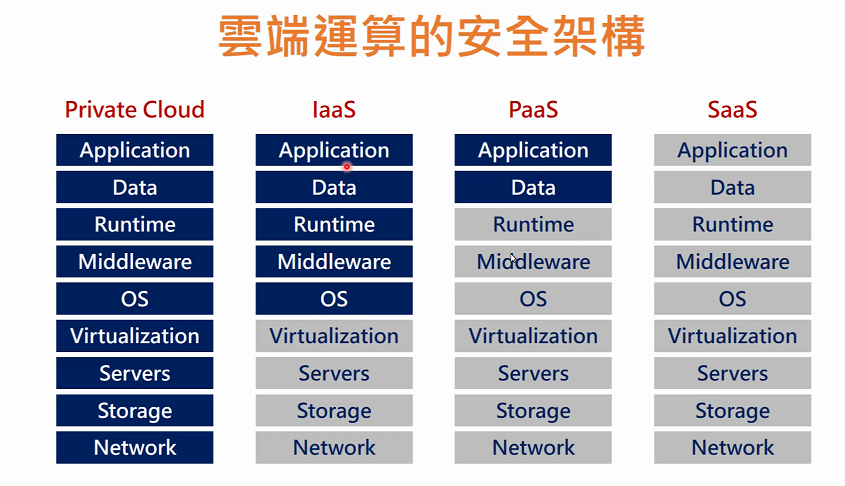 雲端運算的安全架構
Private Cloud IaaS PaaS SaaS
Application Application Application Application
Data Data Data Data
Runtime Runtime Runtime Runtime
Middleware Middleware Middleware Middleware
OS OS OS OS
Virtualization Virtualization Virtualization Virtualization
Servers Servers Servers Servers
Storage Storage Storage Storage
Network Network Network Network